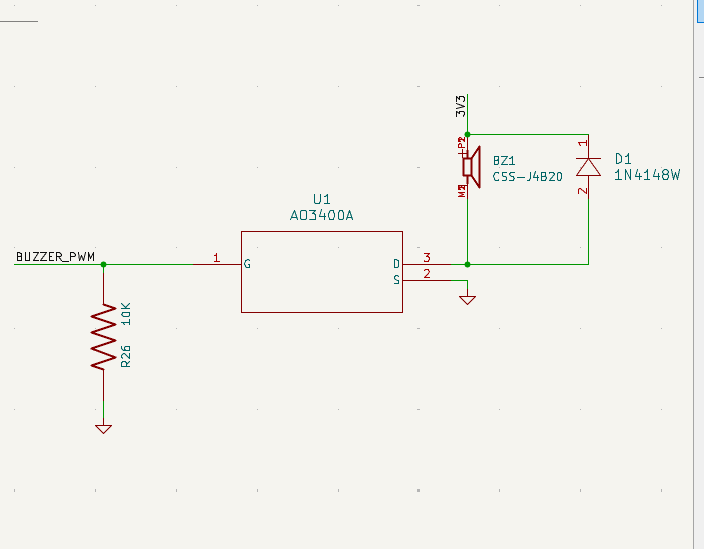 3V3
1
BZ1
CSS-J4B20
D1
1N4148W
2
U1
AO3400A
BUZZER_PWM
1
G
D
3
S
2
10K
R26